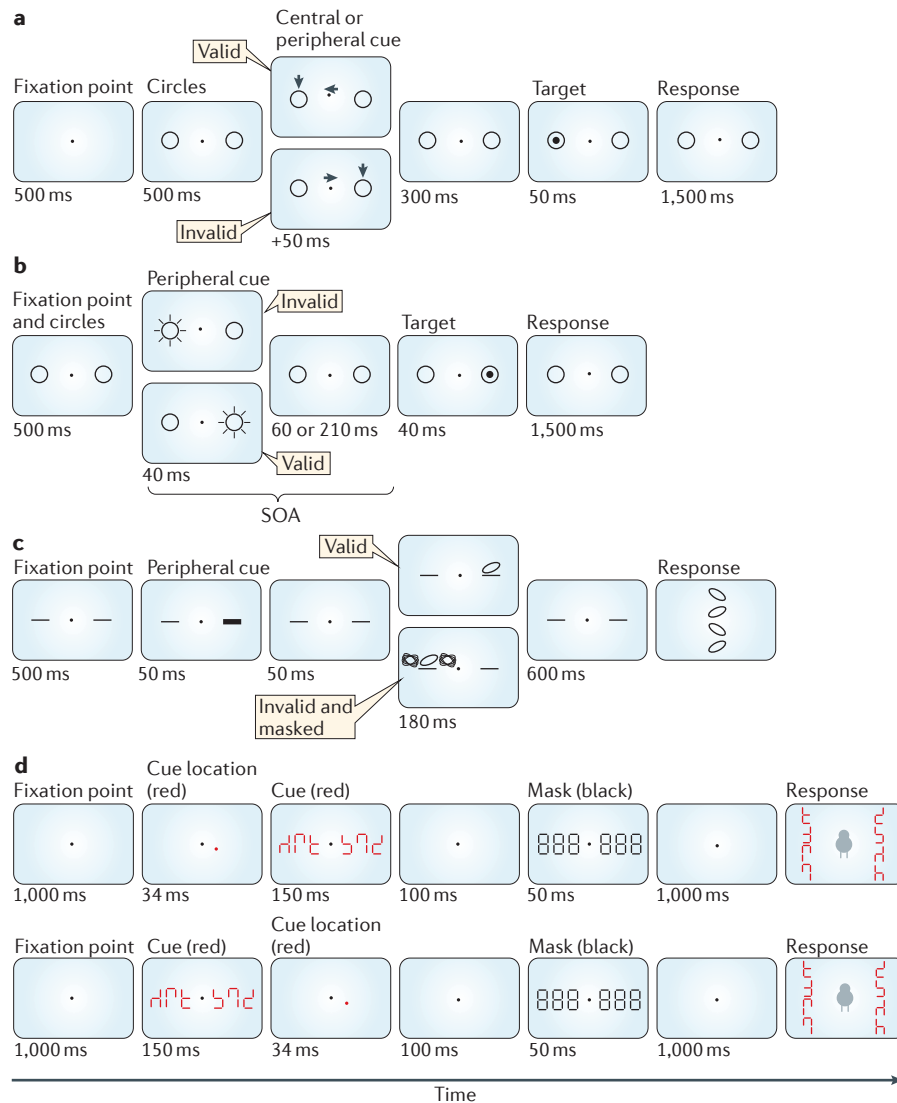 a
Central or
peripheral cue
Valid
Fixation point
Circles
Target
Response
500 ms
500 ms
300 ms
50 ms
1,500 ms
Invalid
+50 ms
b
Peripheral cue
Fixation point
and circles
Invalid
Target
Response
500 ms
60 or 210 ms
40 ms
1,500 ms
Valid
40 ms
SOA
c
Valid
Fixation point
Peripheral cue
Response
500 ms
50 ms
50 ms
600 ms
Invalid and
masked
180 ms
d
Cue location
(red)
Fixation point
Cue (red)
Mask (black)
Response
888 888
1,000 ms
34 ms
150 ms
100 ms
50 ms
1,000 ms
Cue location
(red)
Fixation point
Cue (red)
Mask (black)
Response
888 888
1,000 ms
150 ms
34 ms
100 ms
50 ms
1,000 ms
Time